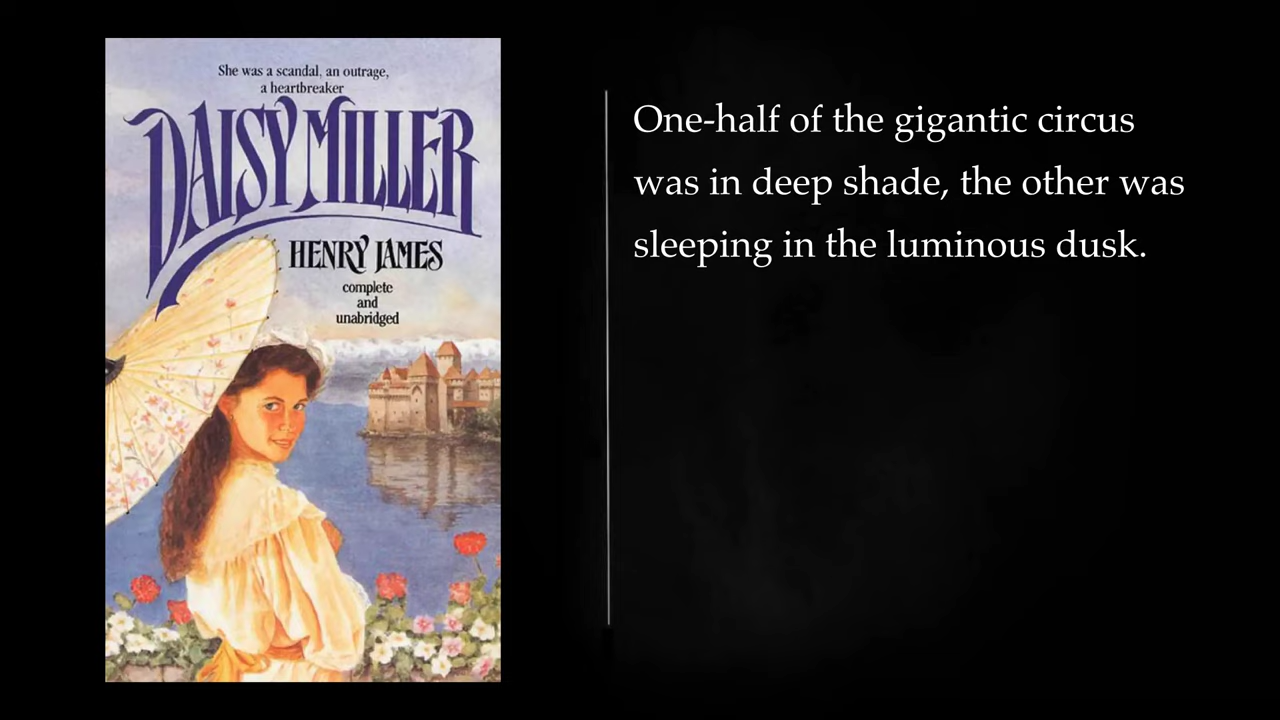 She was a scandal, an outrage,
a heartbreaker
DAISY MILLER
HENRY JAMES
complete
and
unabridged
One-half of the gigantic circus
was in deep shade, the other was
sleeping in the luminous dusk.